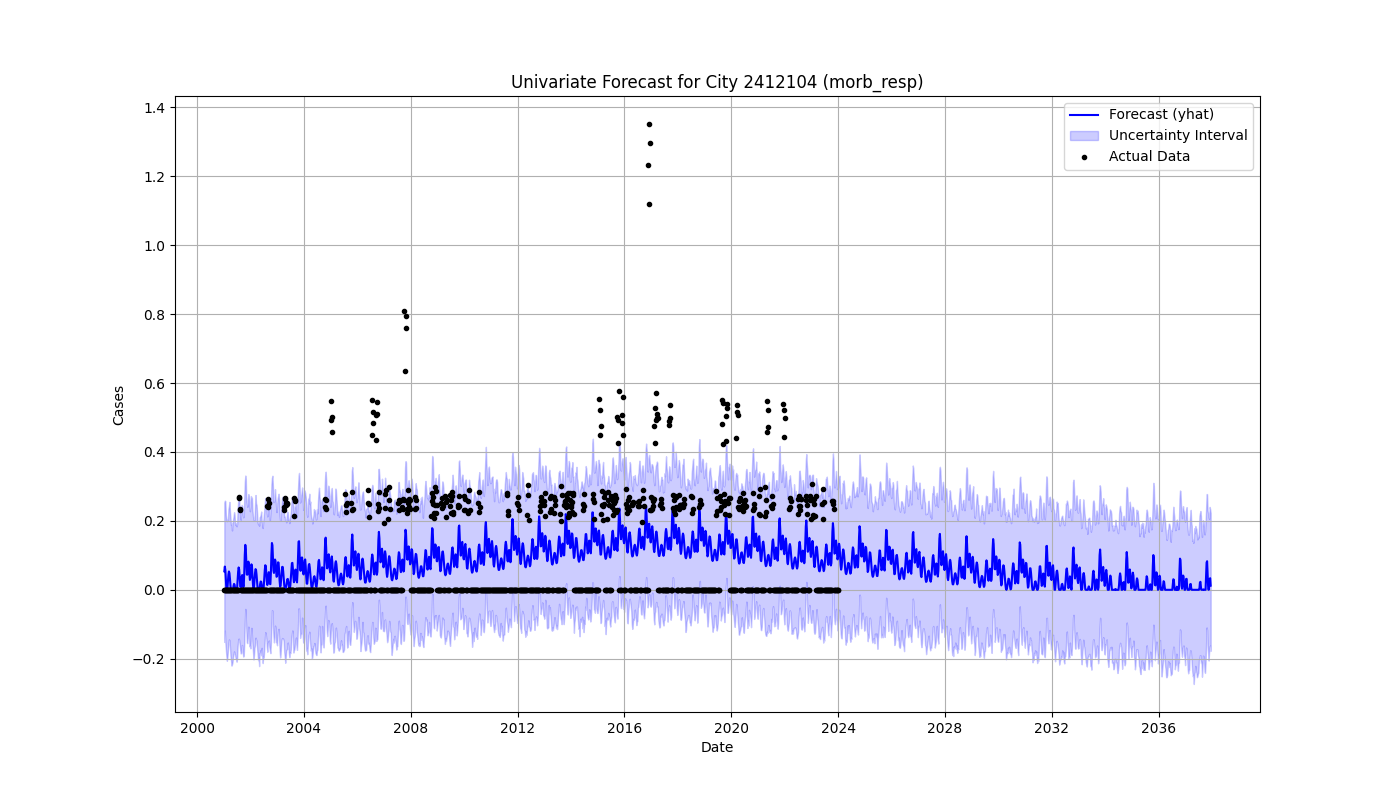 Univariate Forecast for City 2412104 (morb_resp)
Forecast (yhat)
Uncertainty Interval
Actual Data
Cases
1.4
1.2
1.0
0.8
0.6
0.4
0.2
0.0
−0.2
2000 2004 2008 2012 2016 2020 2024 2028 2032 2036
Date